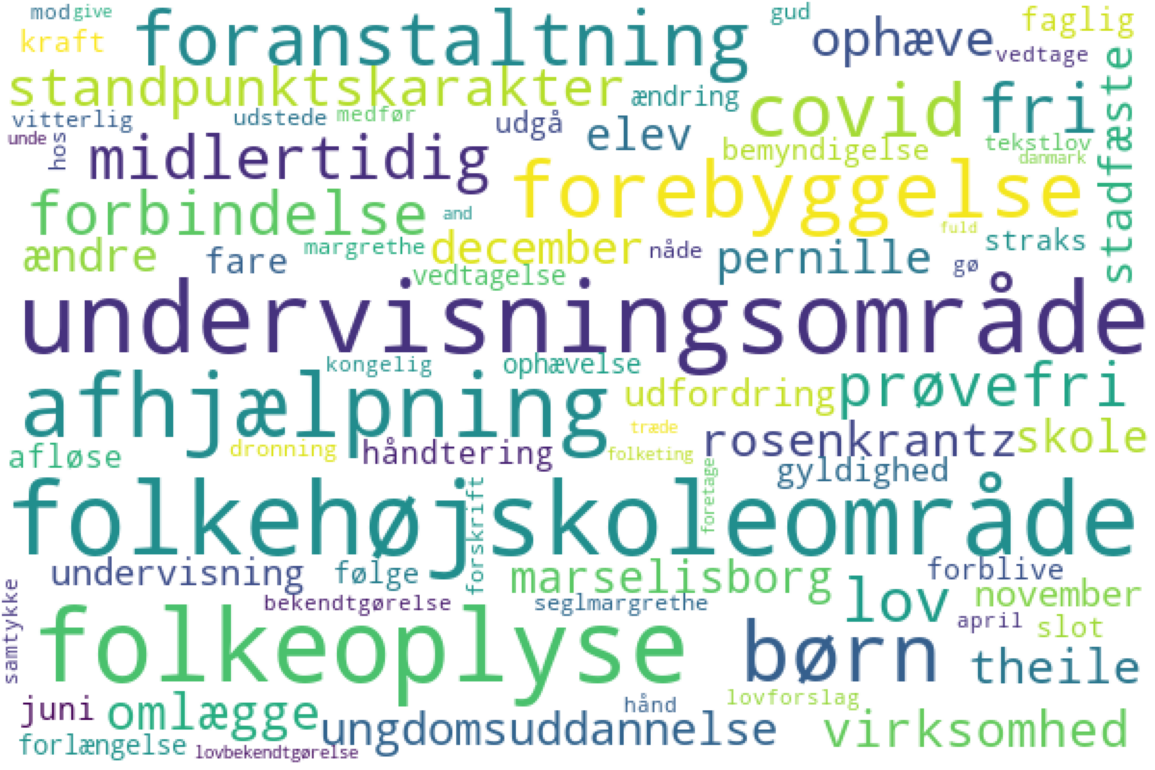 mod give
foranstaltning
gud
ophæve
faglig
kraft
vedtage
standpunktskarakter
ændring
covid
fri
stadfæste
vitterlig
udstede
medfør
udgå
elev
unde
hos
midlertidig
bemyndigelse
tekstlov
danmark
forebyggelse
forbindelse
and
fuld
ændre
fare
margrethe
december
nåde
pernille
straks
gø
vedtagelse
undervisningsområde
kongelig
ophævelse
afhjælpning
udfordring
prøvefri
træde
rosenkrantz
skole
afløse
dronning
håndtering
folketing
gyldighed
foretage
folkehøjskoleområde
forskrift
undervisning
følge
marselisborg
forblive
samtykke
bekendtgørelse
seglmargrethe
lov
november
april
slot
folkeoplyse
børn
theile
juni
omlægge
hånd
lovforslag
ungdomsuddannelse
virksomhed
forlængelse
lovbekendtgørelse